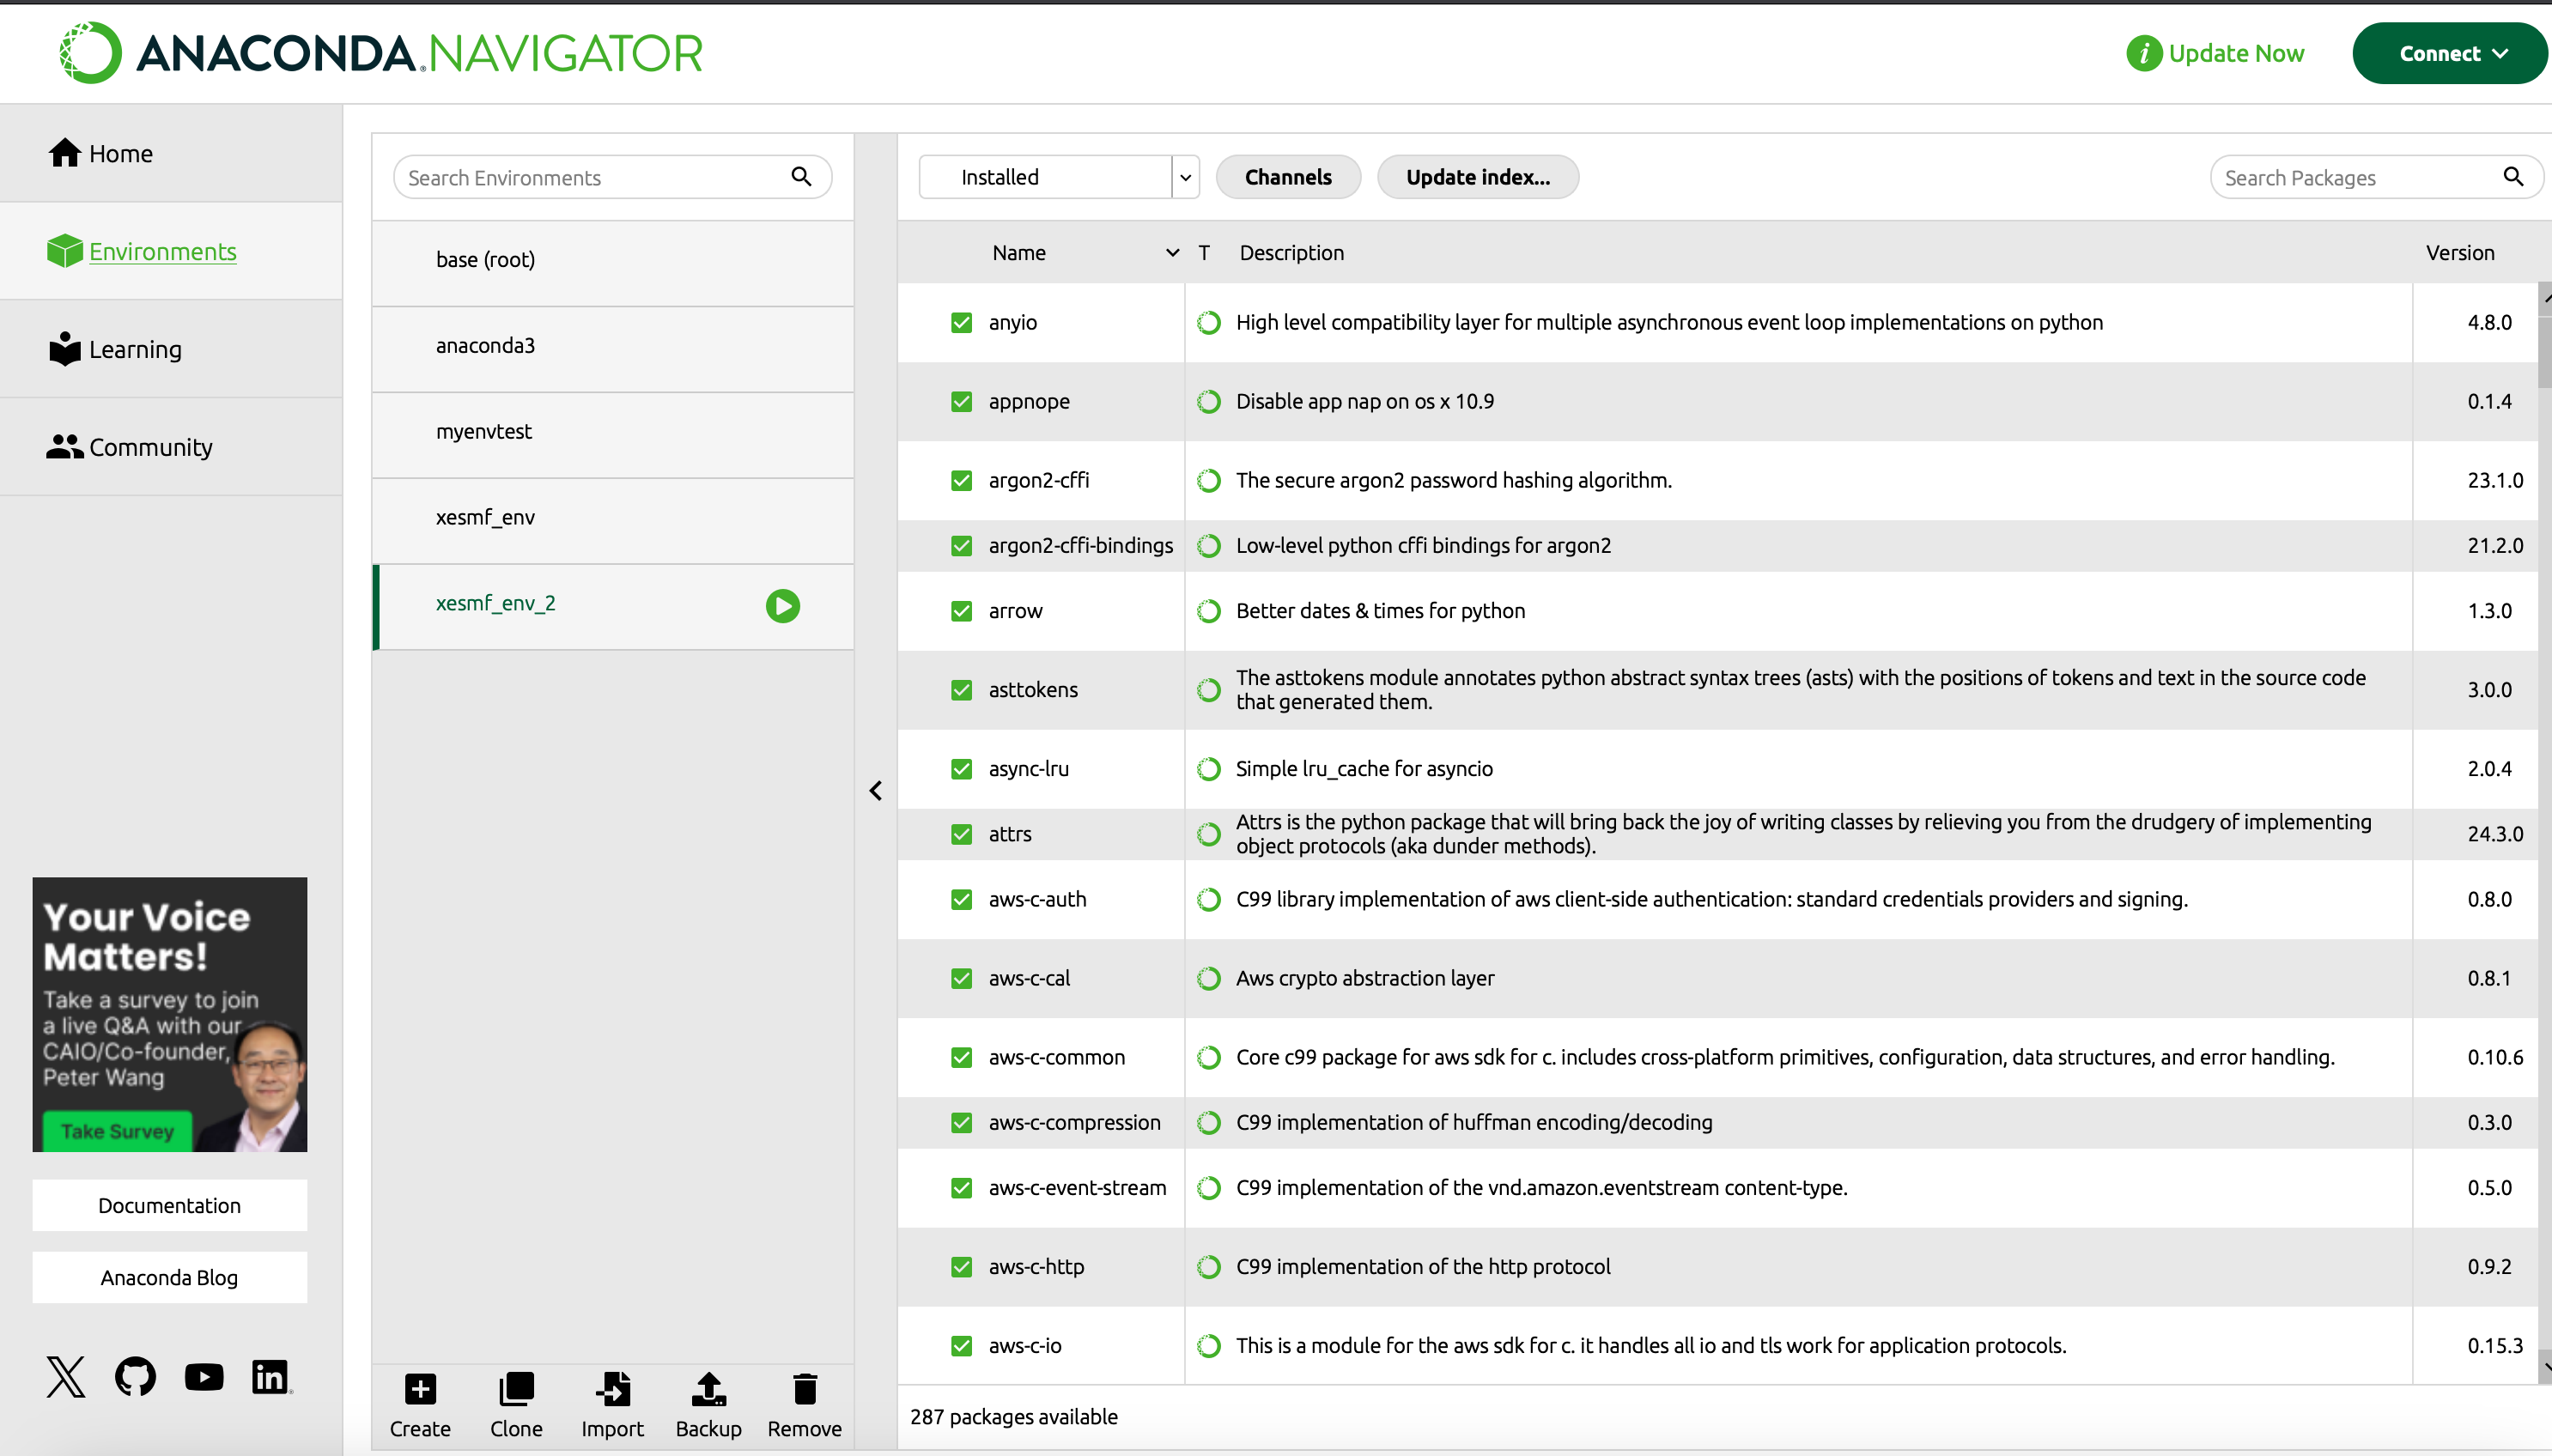 ANACONDA.NAVIGATOR
i Update Now
Connect
Home
Environments
Learning
Community
Your Voice
Matters!
Take a survey to join
a live Q&A with our
CAIO/Co-founder,
Peter Wang
Take Survey
Documentation
Anaconda Blog
in
Search Environments
base (root)
anaconda3
myenvtest
xesmf_env
xesmf_env_2
Create
Clone
Import
Backup
Remove
Installed
Channels
Update index...
Search Packages
Name T Description Version
anyio High level compatibility layer for multiple asynchronous event loop implementations on python 4.8.0
appnope Disable app nap on os x 10.9 0.1.4
argon2-cffi The secure argon2 password hashing algorithm. 23.1.0
argon2-cffi-bindings Low-level python cffi bindings for argon2 21.2.0
arrow Better dates & times for python 1.3.0
asttokens The asttokens module annotates python abstract syntax trees (asts) with the positions of tokens and text in the source code
that generated them. 3.0.0
async-lru Simple lru_cache for asyncio 2.0.4
attrs Attrs is the python package that will bring back the joy of writing classes by relieving you from the drudgery of implementing
object protocols (aka dunder methods). 24.3.0
aws-c-auth C99 library implementation of aws client-side authentication: standard credentials providers and signing. 0.8.0
aws-c-cal Aws crypto abstraction layer 0.8.1
aws-c-common Core c99 package for aws sdk for c. includes cross-platform primitives, configuration, data structures, and error handling. 0.10.6
aws-c-compression C99 implementation of huffman encoding/decoding 0.3.0
aws-c-event-stream C99 implementation of the vnd.amazon.eventstream content-type. 0.5.0
aws-c-http C99 implementation of the http protocol 0.9.2
aws-c-io This is a module for the aws sdk for c. it handles all io and tls work for application protocols. 0.15.3
287 packages available